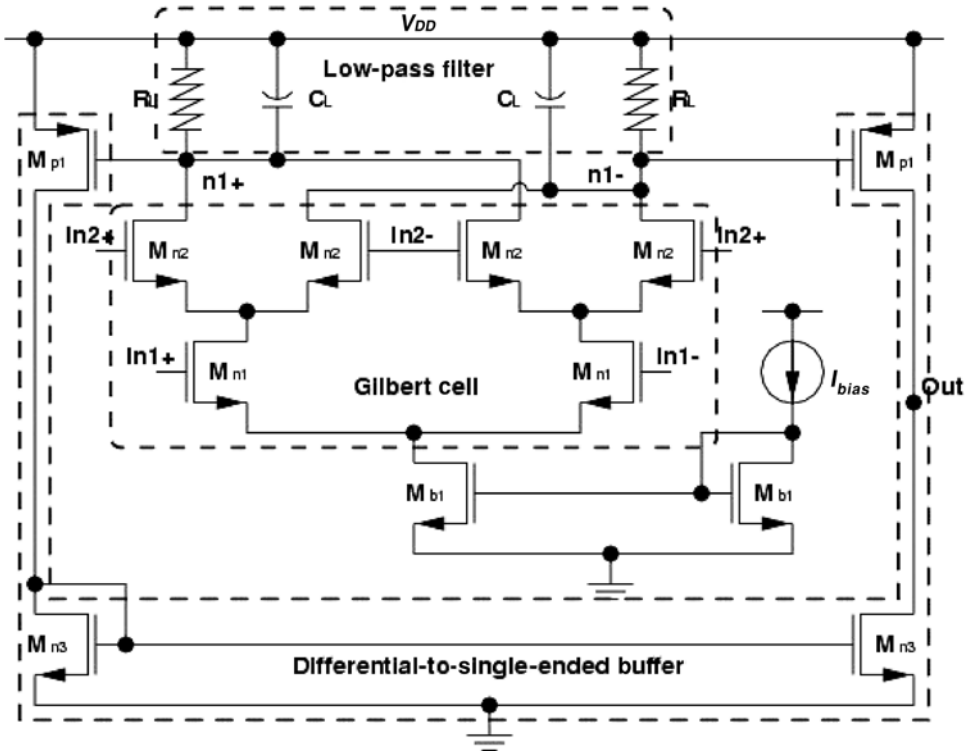 VDD
Low-pass filter
RL
CL
CL
RL
Mp1
Mp1
n1+
n1-
In2+
Mn2
Mn2
In2-
Mn2
Mn2
In2+
In1+
Mn1
Gilbert cell
Mn1
In1-
Ibias
Out
Mb1
Mb1
Mn3
Mn3
Differential-to-single-ended buffer